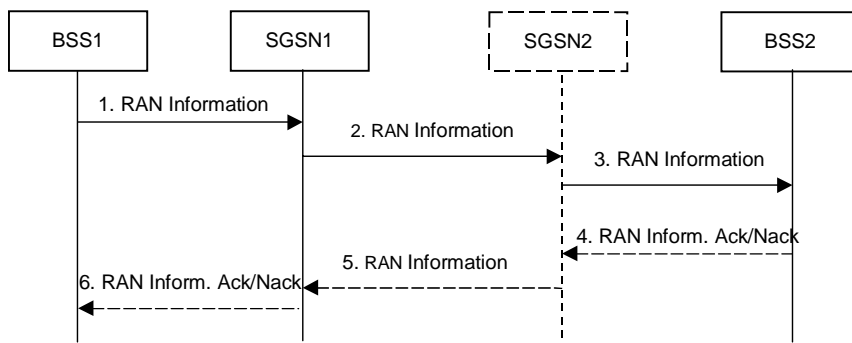 BSS1
SGSN1
SGSN2
BSS2
1. RAN Information
2. RAN Information
3. RAN Information
4. RAN Inform. Ack/Nack
5. RAN Information
6. RAN Inform. Ack/Nack